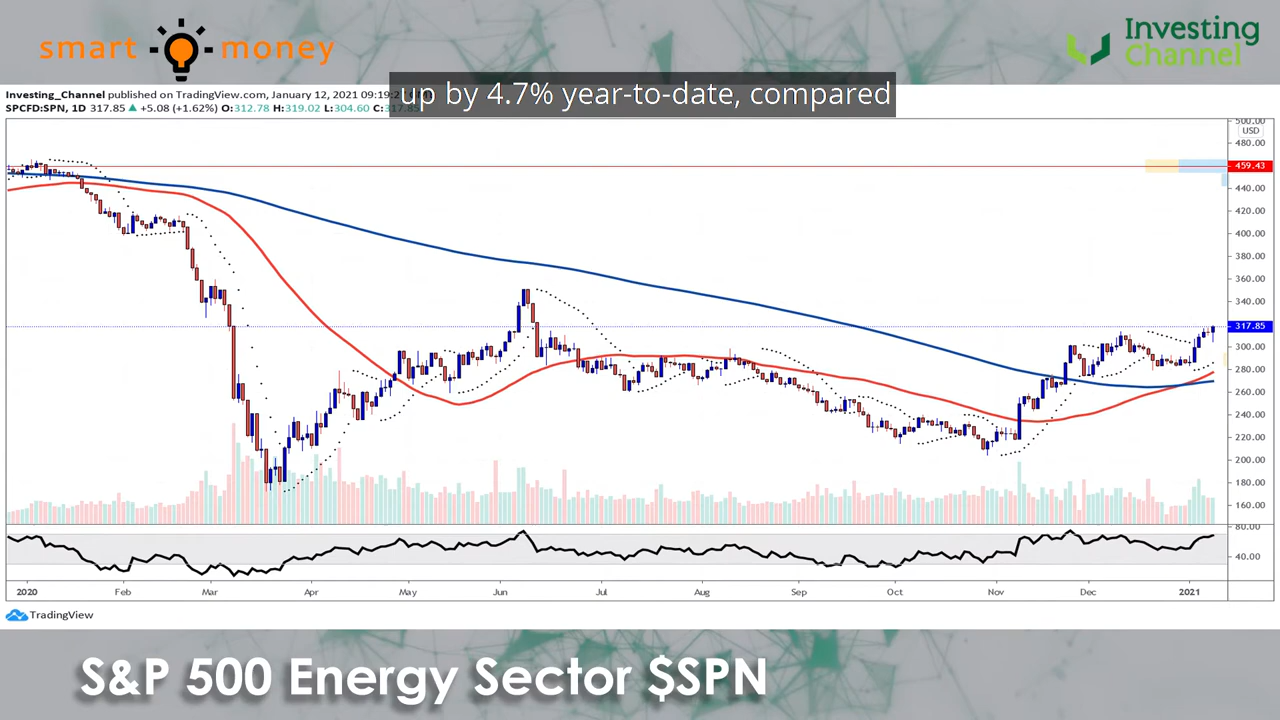 smart money
Investing
Channel
up by 4.7% year-to-date, compared
Investing_Channel published on TradingView.com, January 12, 2021 09:19:2
SPCFD:SPN, 1D 317.85 ▲ +5.08 (+1.62%) O:312.78 H:319.02 L:304.60 C:317.85
500.00
USD
480.00
459.43
440.00
420.00
400.00
380.00
360.00
340.00
317.85
300.00
280.00
260.00
240.00
220.00
200.00
180.00
160.00
80.00
40.00
2020 Feb Mar Apr May Jun Jul Aug Sep Oct Nov Dec 2021
TradingView
S&P 500 Energy Sector $SPN